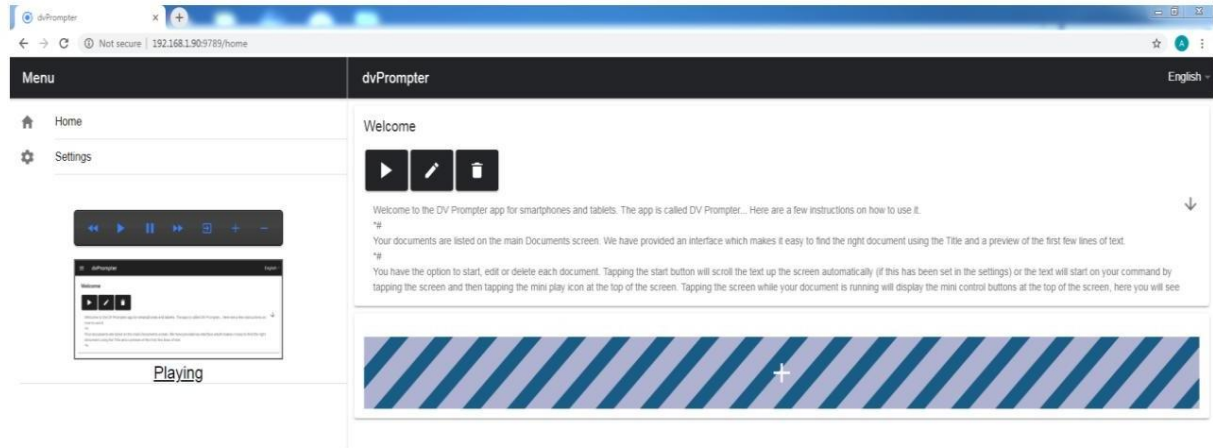 dvPrompter
Not secure | 192.168.1.90:9789/home
A
Menu
dvPrompter
English
Home
Settings
Welcome
Welcome to the DV Prompter app for smartphones and tablets. The app is called DV Prompter... Here are a few instructions on how to use it.
*#
Your documents are listed on the main Documents screen. We have provided an interface which makes it easy to find the right document using the Title and a preview of the first few lines of text.
*#
You have the option to start, edit or delete each document. Tapping the start button will scroll the text up the screen automatically (if this has been set in the settings) or the text will start on your command by
tapping the screen and then tapping the mini play icon at the top of the screen. Tapping the screen while your document is running will display the mini control buttons at the top of the screen, here you will see
dvPrompter
English
Welcome
Playing